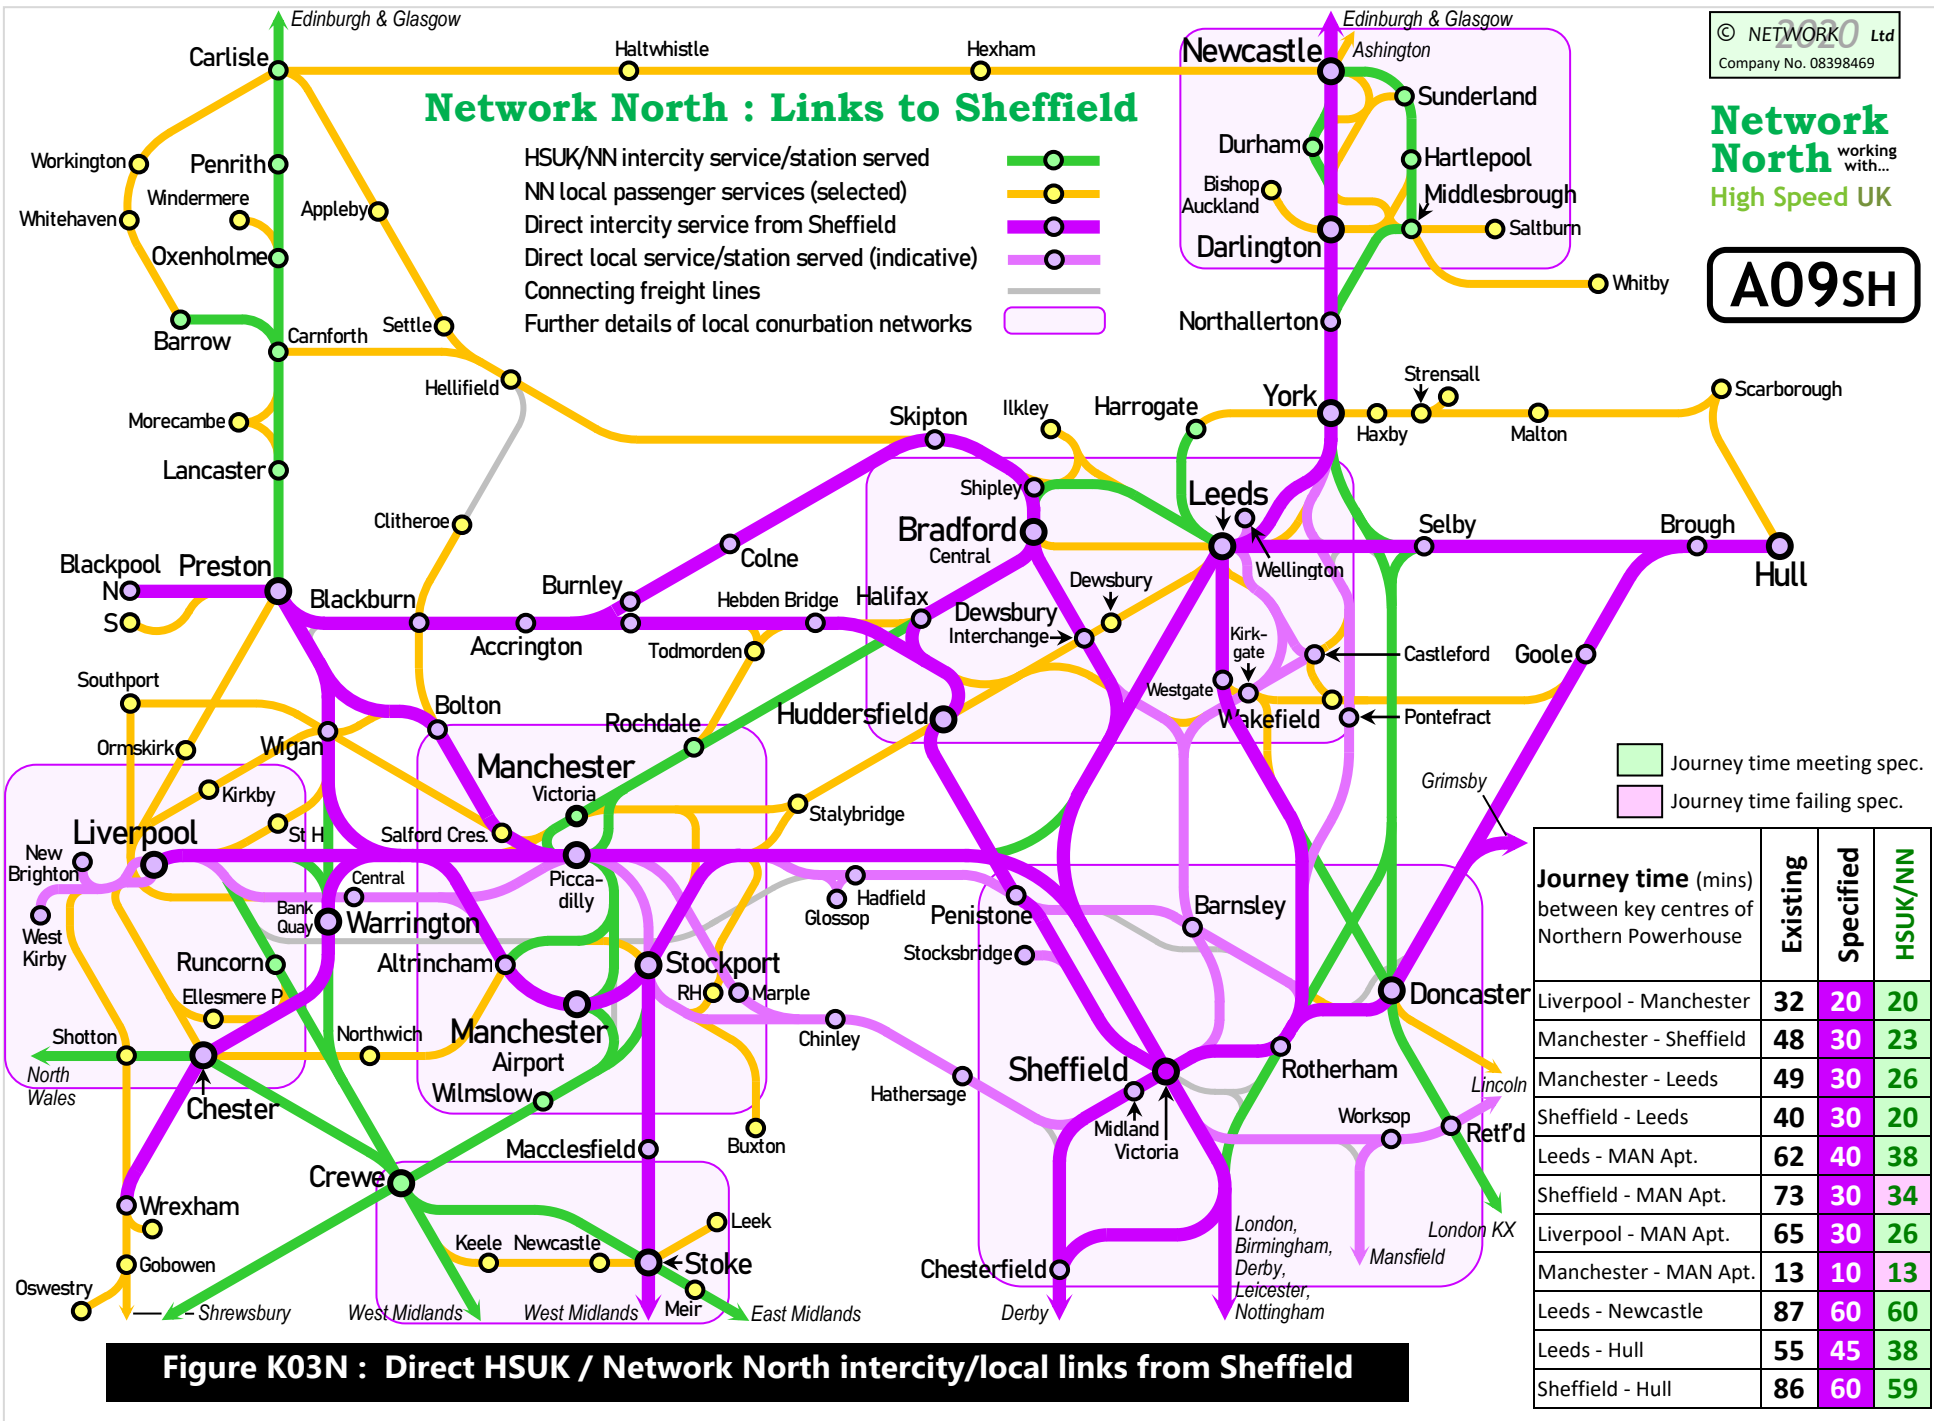 Edinburgh & Glasgow
Edinburgh & Glasgow
© NETWORK 2020 Ltd
Company No. 08398469
Carlisle
Haltwhistle
Hexham
Newcastle
Ashington
Network North : Links to Sheffield
Sunderland
Network
North working
with...
High Speed UK
HSUK/NN intercity service/station served
NN local passenger services (selected)
Direct intercity service from Sheffield
Direct local service/station served (indicative)
Connecting freight lines
Further details of local conurbation networks
Durham
Hartlepool
Bishop
Auckland
Middlesbrough
Darlington
Saltburn
Whitby
A09SH
Workington
Penrith
Windermere
Whitehaven
Appleby
Oxenholme
Barrow
Carnforth
Settle
Hellifield
Northallerton
Morecambe
Lancaster
Clitheroe
Skipton
Ilkley
Harrogate
York
Strensall
Haxby
Malton
Scarborough
Shipley
Leeds
Bradford
Central
Wellington
Selby
Brough
Hull
Blackpool
N
S
Preston
Blackburn
Burnley
Colne
Accrington
Hebden Bridge
Todmorden
Halifax
Dewsbury
Dewsbury
Interchange
Kirk-
gate
Westgate
Wakefield
Castleford
Pontefract
Goole
Southport
Ormskirk
Wigan
Bolton
Rochdale
Huddersfield
Kirkby
St H
Manchester
Victoria
Salford Cres.
Stalybridge
Grimsby
Journey time meeting spec.
Journey time failing spec.
Liverpool
New
Brighton
West
Kirby
Central
Bank
Quay
Warrington
Picca-
dilly
Glossop
Hadfield
Penistone
Barnsley
Stocksbridge
Runcorn
Altrincham
Stockport
RH
Marple
Doncaster
Ellesmere P
Shotton
Northwich
Manchester
Airport
Chinley
Sheffield
Rotherham
North
Wales
Chester
Wilmslow
Hathersage
Midland
Victoria
Worksop
Lincoln
Retf'd
Buxton
Macclesfield
Crewe
Wrexham
Leek
Keele
Newcastle
Stoke
Gobowen
Oswestry
Meir
Chesterfield
Shrewsbury
West Midlands
West Midlands
East Midlands
Derby
London,
Birmingham,
Derby,
Leicester,
Nottingham
Mansfield
London KX
Journey time (mins)
between key centres of
Northern Powerhouse
Existing
Specified
HSUK/NN
Liverpool - Manchester 32 20 20
Manchester - Sheffield 48 30 23
Manchester - Leeds 49 30 26
Sheffield - Leeds 40 30 20
Leeds - MAN Apt. 62 40 38
Sheffield - MAN Apt. 73 30 34
Liverpool - MAN Apt. 65 30 26
Manchester - MAN Apt. 13 10 13
Leeds - Newcastle 87 60 60
Leeds - Hull 55 45 38
Sheffield - Hull 86 60 59
Figure K03N : Direct HSUK / Network North intercity/local links from Sheffield